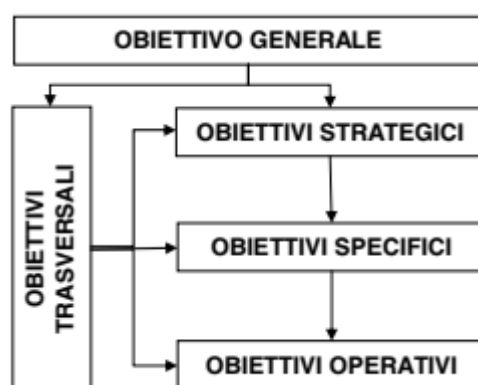 OBIETTIVO GENERALE
OBIETTIVI STRATEGICI
OBIETTIVI
TRASVERSALI
OBIETTIVI SPECIFICI
OBIETTIVI OPERATIVI